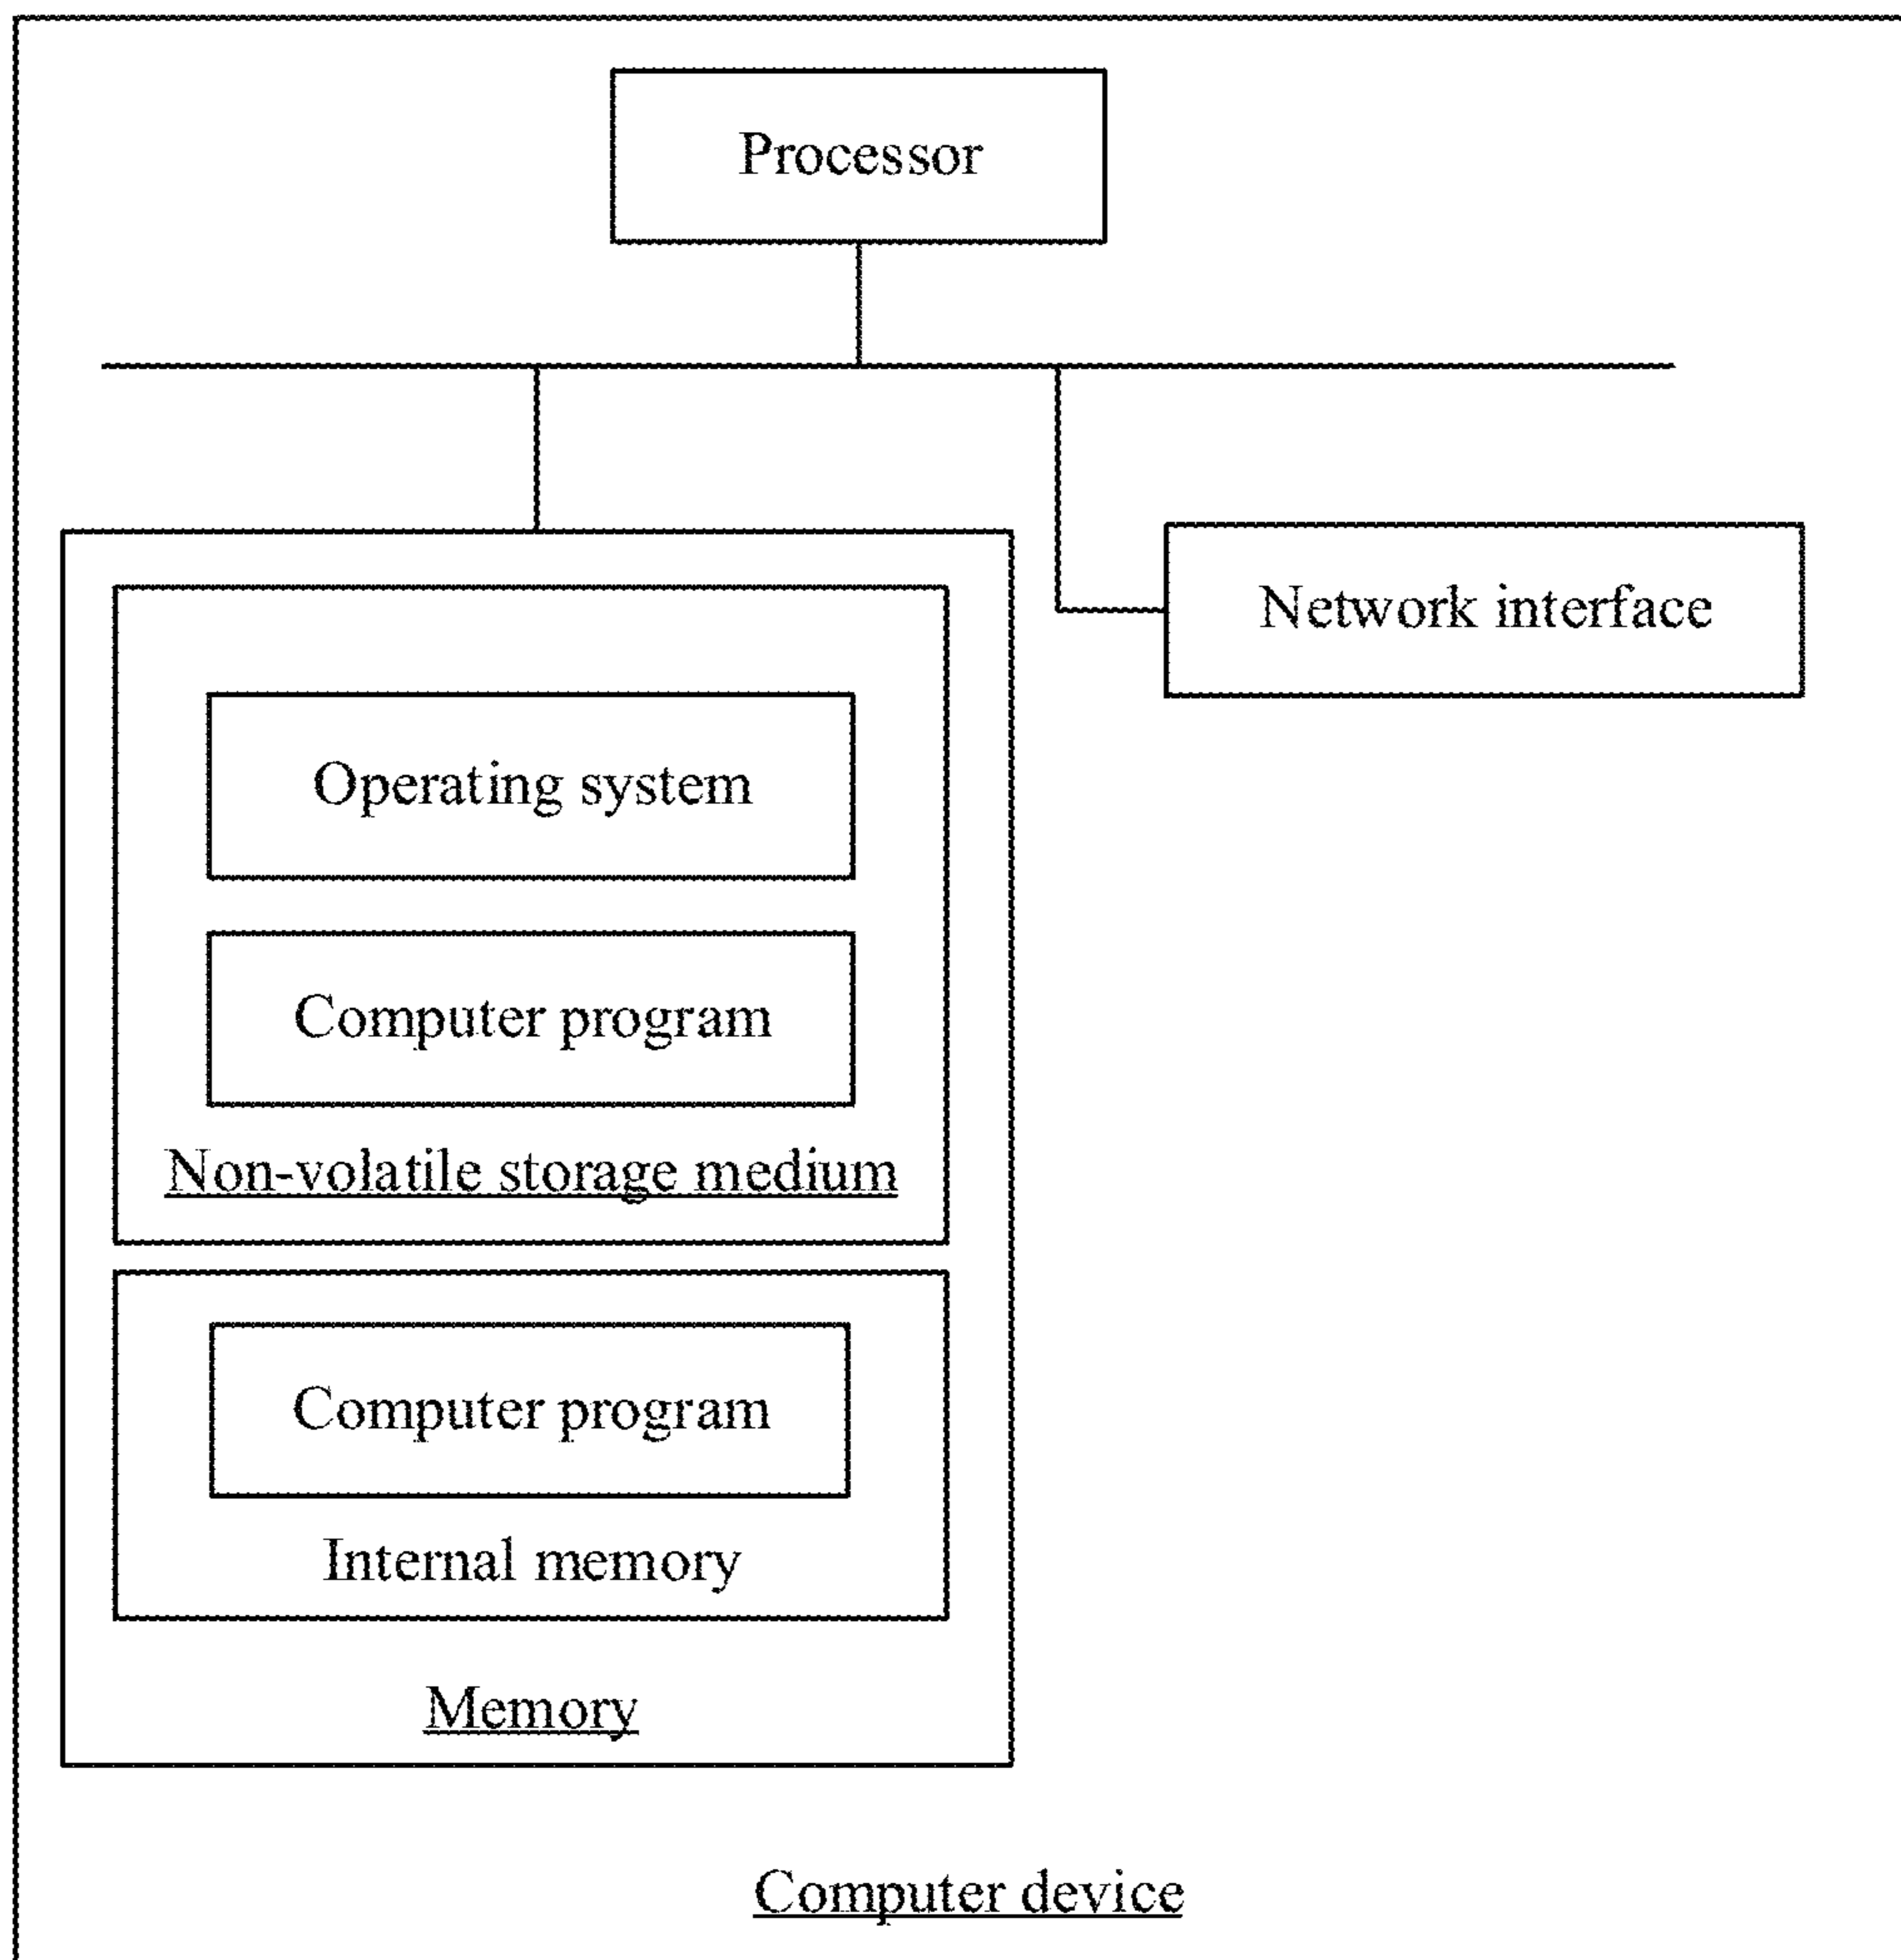 Processor
Network interface
Operating system
Computer program
Non-volatile storage medium
Computer program
Internal memory
Memory
Computer device